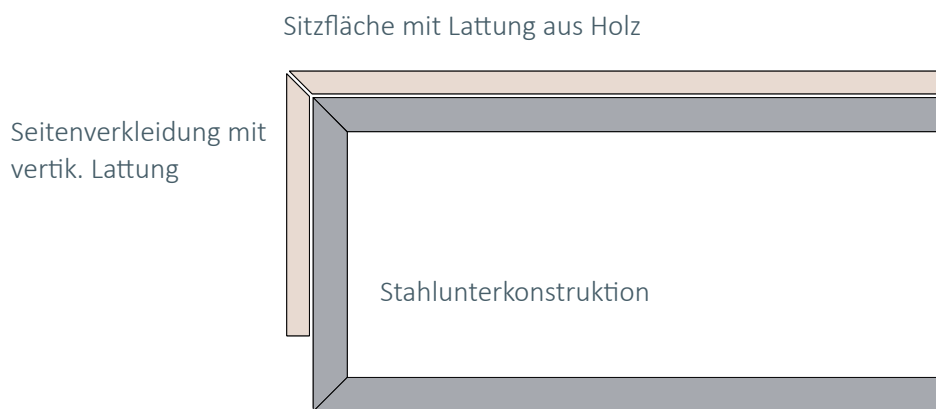 Sitzfläche mit Lattung aus Holz
Seitenverkleidung mit
vertik. Lattung
Stahlunterkonstruktion